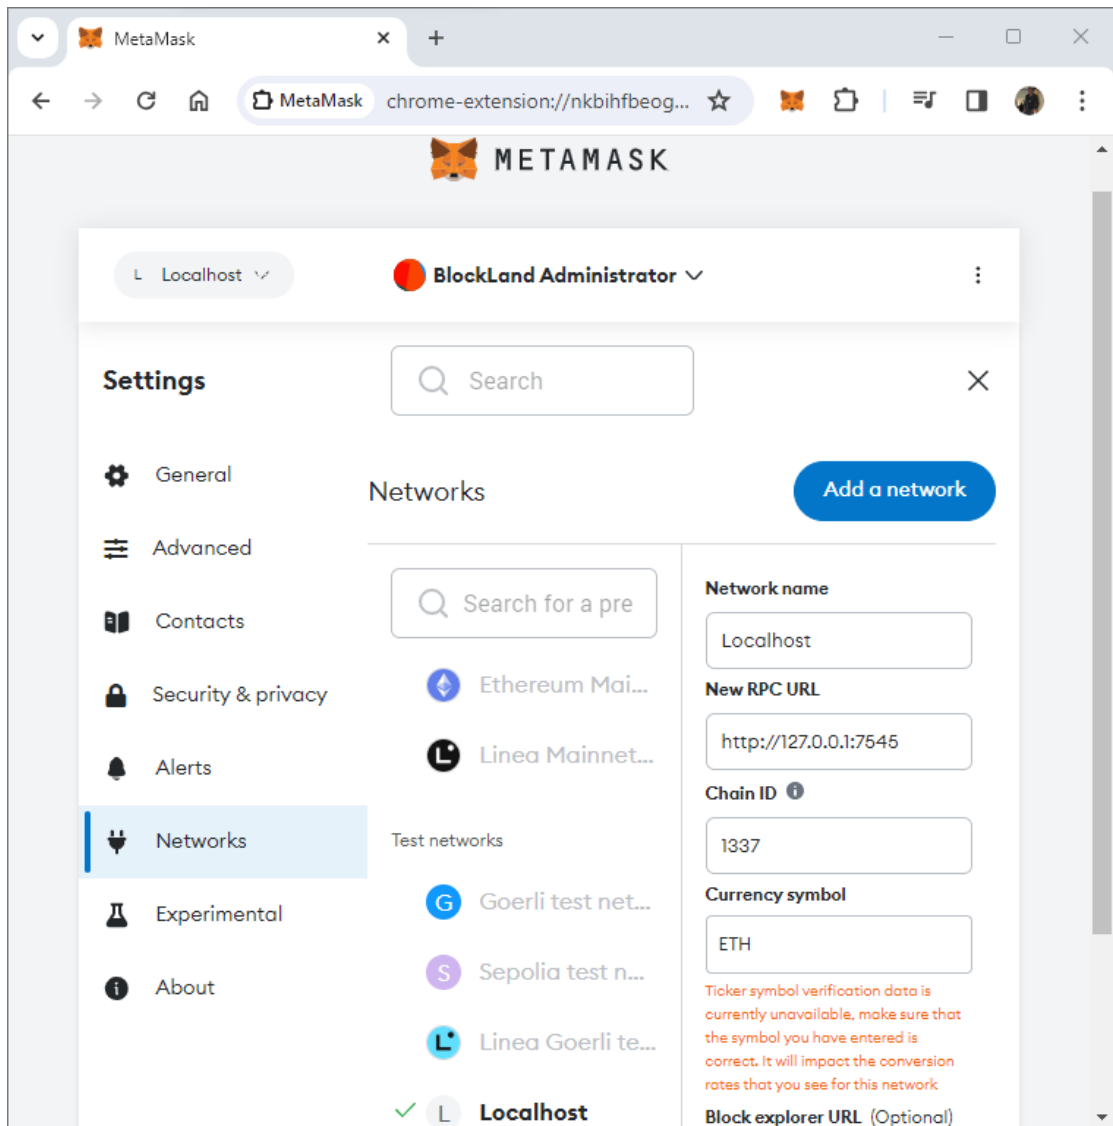 MetaMask
MetaMask
chrome-extension://nkbihfbeog...
METAMASK
L Localhost
BlockLand Administrator
Settings
Search
General
Advanced
Contacts
Security & privacy
Alerts
Networks
Experimental
About
Networks
Add a network
Search for a pre
Ethereum Mai...
L Linea Mainnet...
Test networks
G Goerli test net...
S Sepolia test n...
L Linea Goerli te...
L Localhost
Network name
Localhost
New RPC URL
http://127.0.0.1:7545
Chain ID
1337
Currency symbol
ETH
Ticker symbol verification data is
currently unavailable, make sure that
the symbol you have entered is
correct. It will impact the conversion
rates that you see for this network
Block explorer URL (Optional)